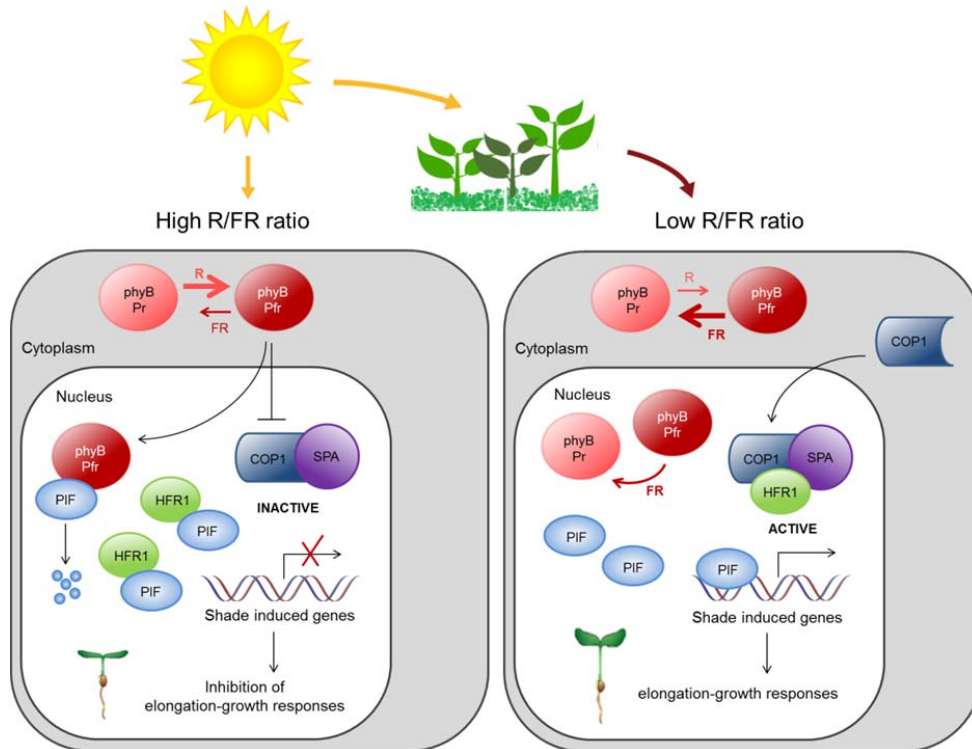 High R/FR ratio
Low R/FR ratio
phyB
Pr
R
FR
phyB
Pfr
Cytoplasm
Nucleus
phyB
Pfr
PIF
HFR1
PIF
HFR1
PIF
COP1
SPA
INACTIVE
Shade induced genes
Inhibition of
elongation-growth responses
phyB
Pr
R
FR
phyB
Pfr
COP1
Cytoplasm
Nucleus
phyB
Pr
phyB
Pfr
FR
COP1
SPA
HFR1
ACTIVE
PIF
PIF
PIF
Shade induced genes
elongation-growth responses